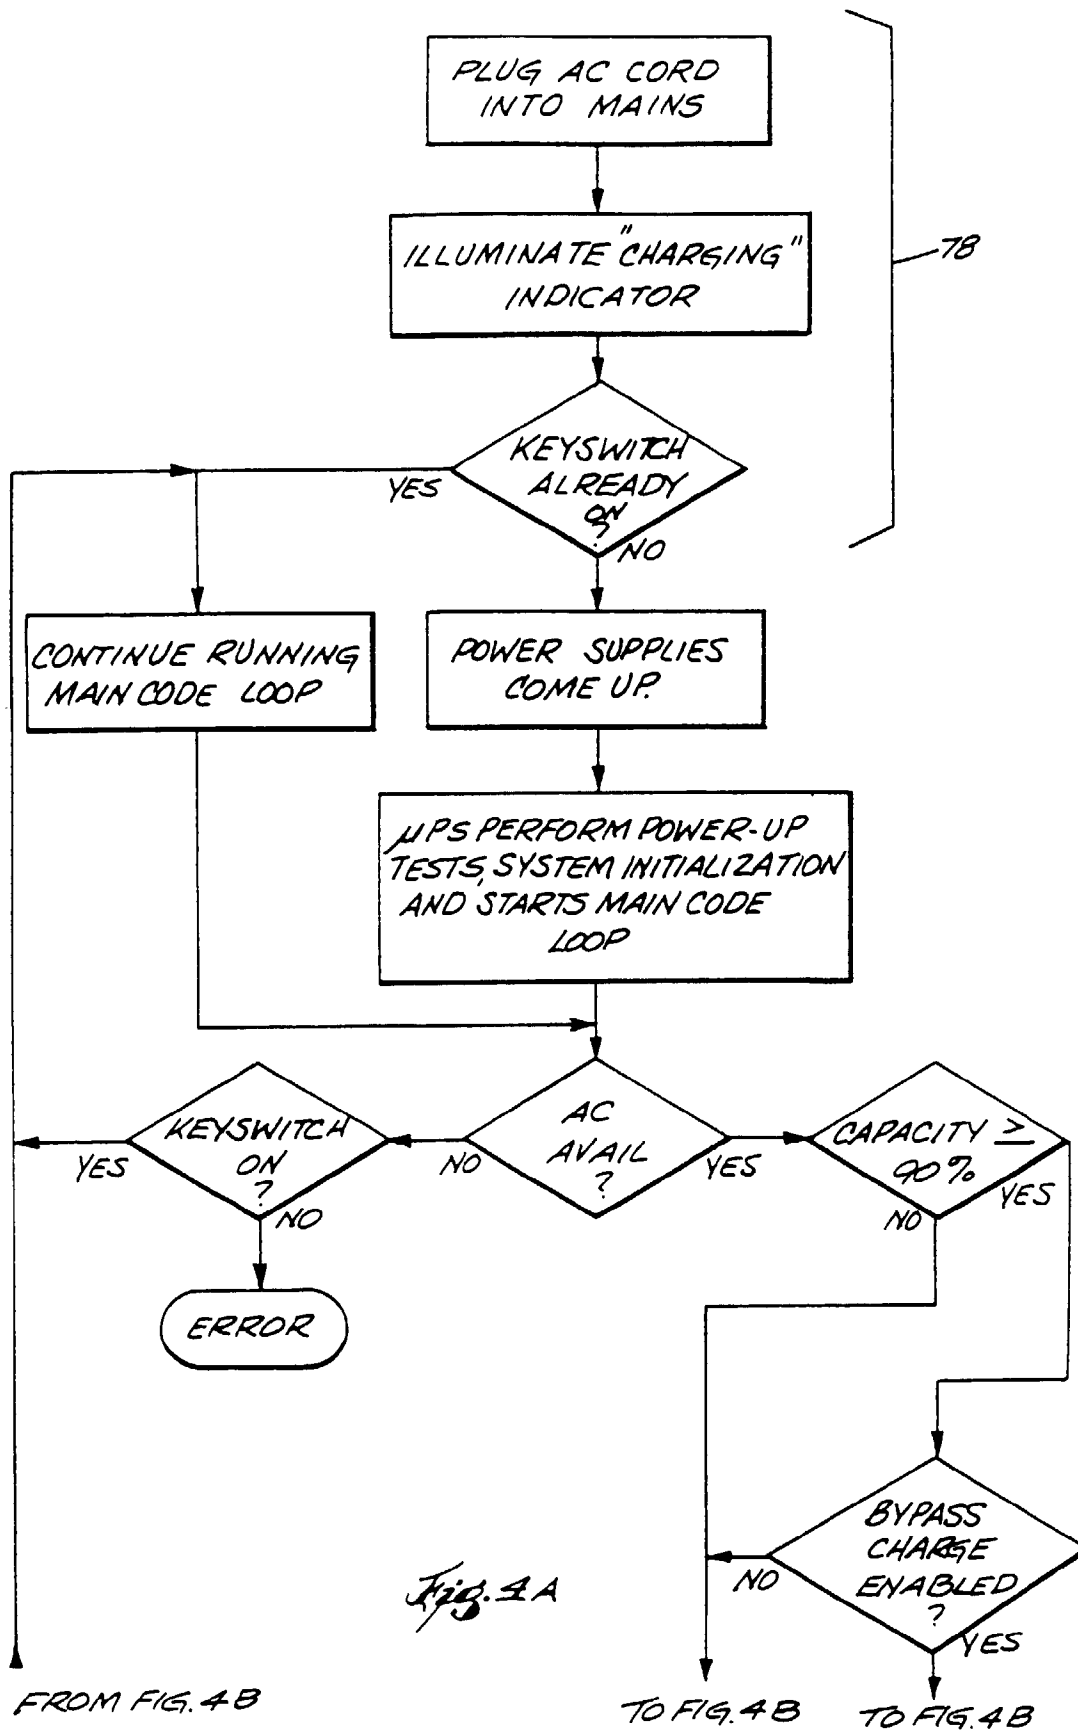 PLUG AC CORD
INTO MAINS
ILLUMINATE "CHARGING"
INDICATOR
78
KEYSWITCH
ALREADY
ON
?
YES
NO
CONTINUE RUNNING
MAIN CODE LOOP
POWER SUPPLIES
COME UP.
μPS PERFORM POWER-UP
TESTS, SYSTEM INITIALIZATION
AND STARTS MAIN CODE
LOOP
KEYSWITCH
ON
?
YES
NO
AC
AVAIL
?
NO
YES
CAPACITY ≥
90%
NO
YES
ERROR
BYPASS
CHARGE
ENABLED
?
NO
YES
Fig. 4A
FROM FIG. 4B
TO FIG. 4B
TO FIG. 4B